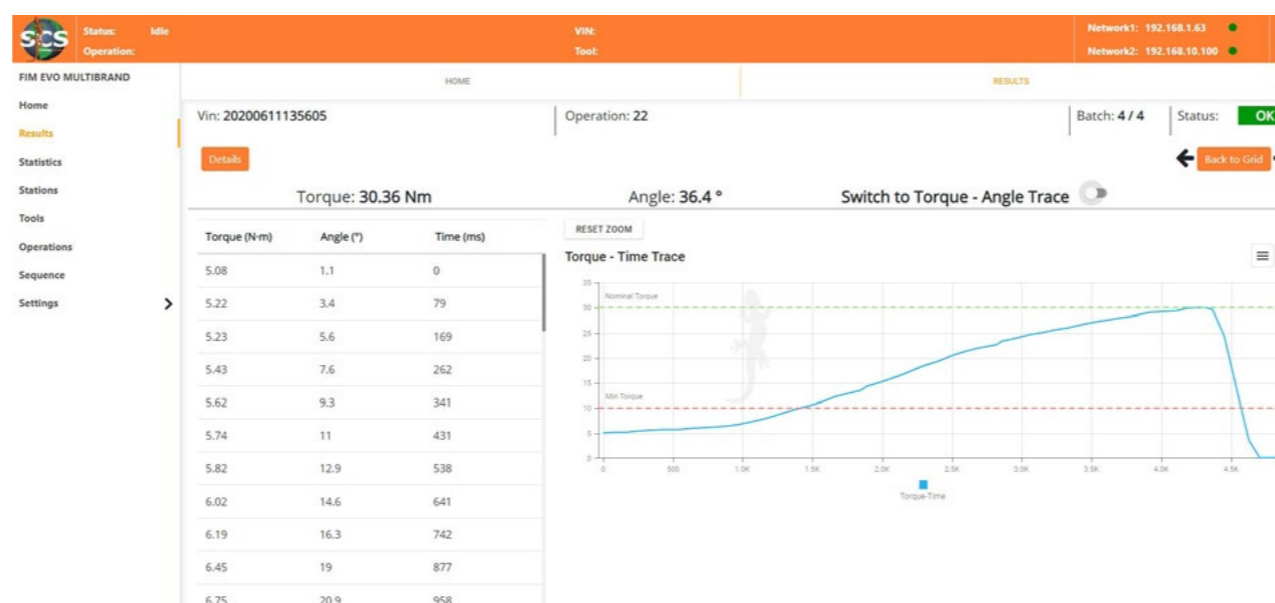 SCS
Status: Idle
Operation:
VIN:
Tool:
Network1: 192.168.1.63
Network2: 192.168.10.100
FIM EVO MULTIBRAND
Home
Results
Statistics
Stations
Tools
Operations
Sequence
Settings
HOME
RESULTS
Vin: 20200611135605
Operation: 22
Batch: 4 / 4
Status: OK
Details
Back to Grid
Torque: 30.36 Nm
Angle: 36.4 °
Switch to Torque - Angle Trace
Torque (N·m) Angle (°) Time (ms)
5.08 1.1 0
5.22 3.4 79
5.23 5.6 169
5.43 7.6 262
5.62 9.3 341
5.74 11 431
5.82 12.9 538
6.02 14.6 641
6.19 16.3 742
6.45 19 877
6.75 20.9 958
RESET ZOOM
Torque - Time Trace
35
30
25
20
15
10
5
0
Nominal Torque
Min Torque
0 500 1.0K 1.5K 2.0K 2.5K 3.0K 3.5K 4.0K 4.5K
Torque-Time